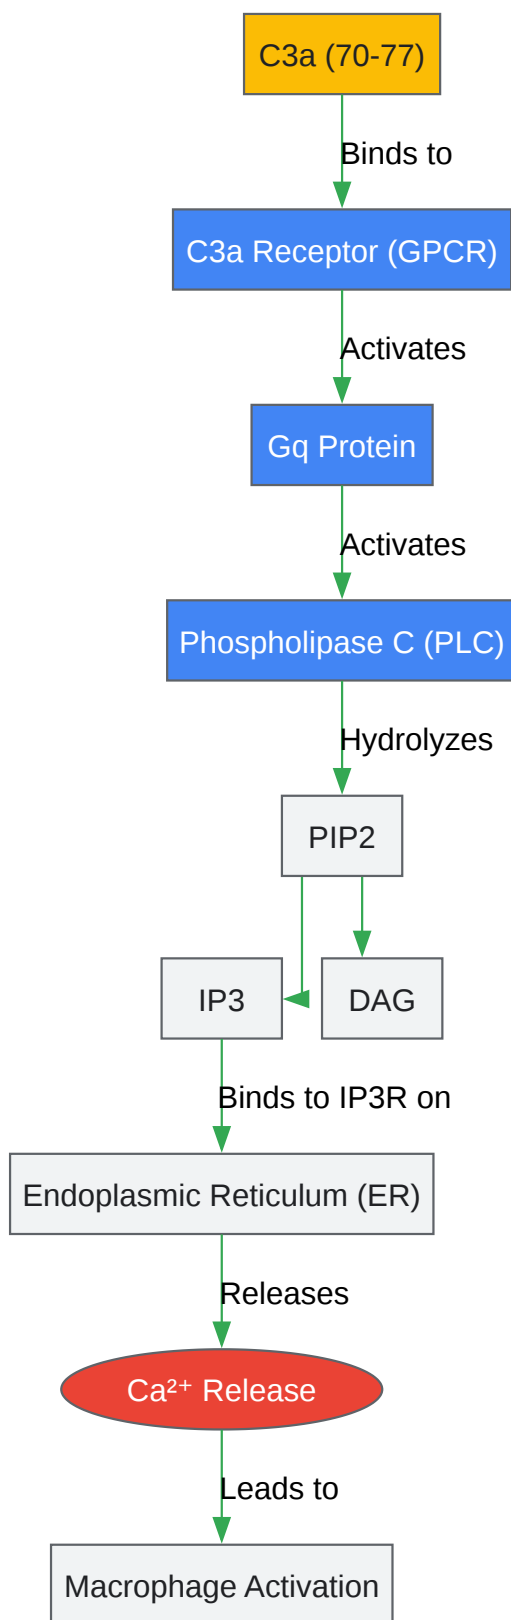 C3a (70-77)
Binds to
C3a Receptor (GPCR)
Activates
Gq Protein
Activates
Phospholipase C (PLC)
Hydrolyzes
PIP2
IP3
DAG
Binds to IP3R on
Endoplasmic Reticulum (ER)
Releases
Ca²⁺ Release
Leads to
Macrophage Activation